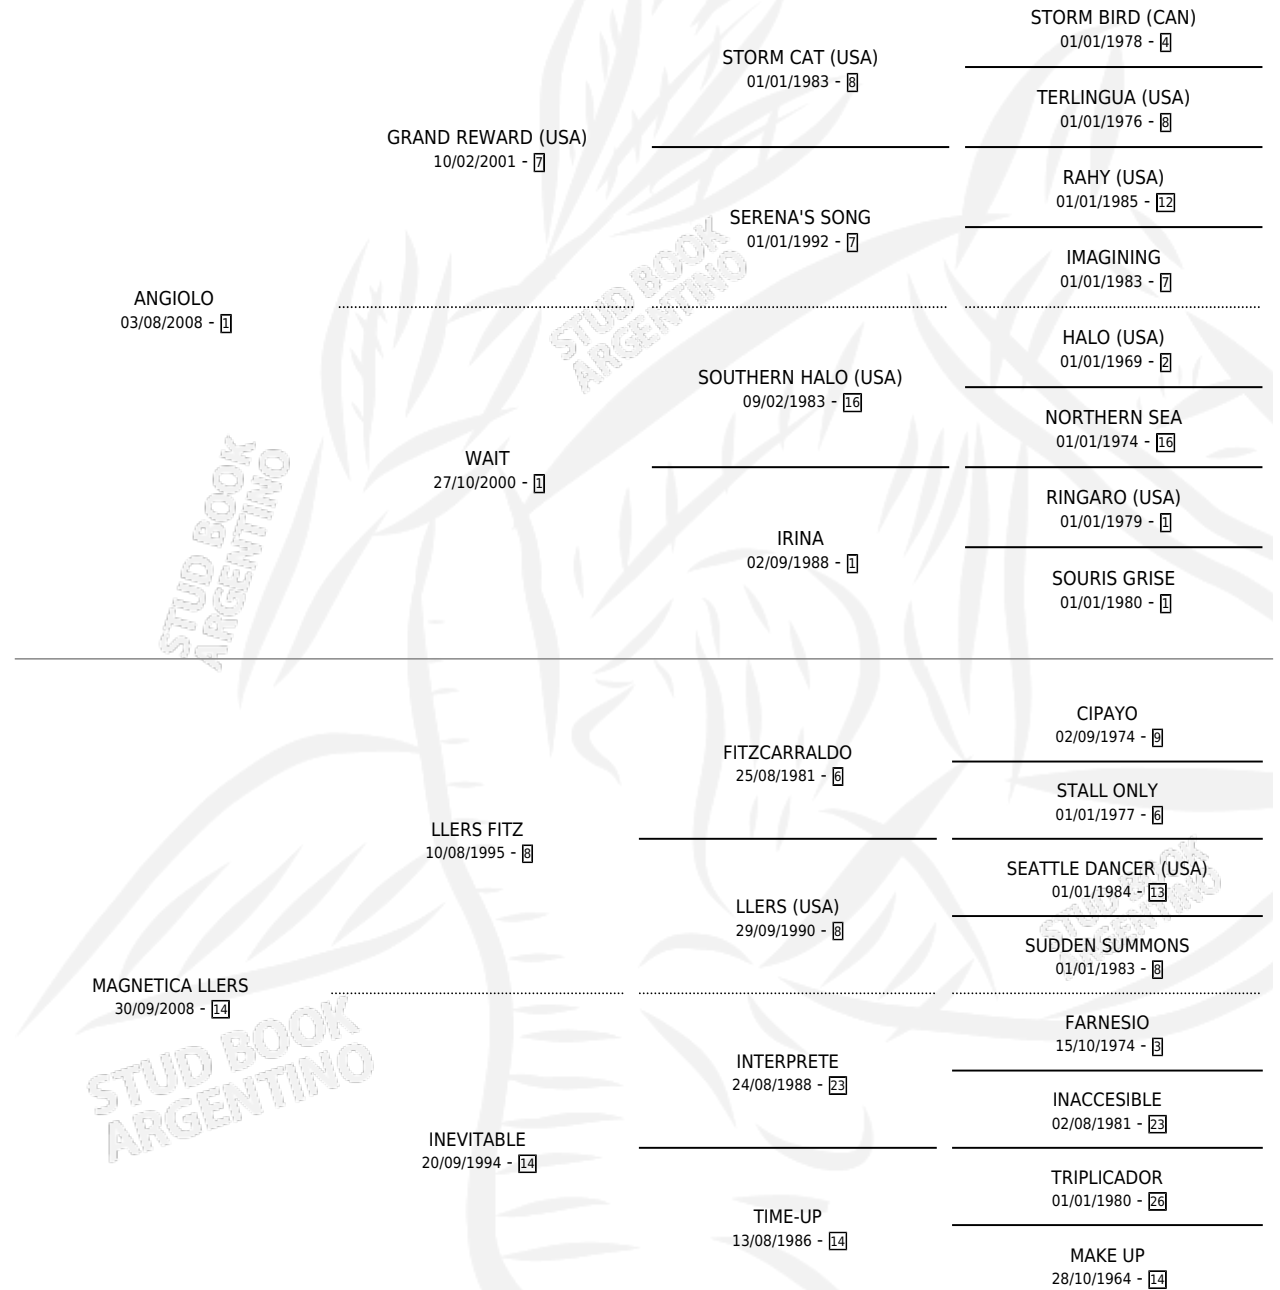 STORM BIRD (CAN)
01/01/1978 - 4
STORM CAT (USA)
01/01/1983 - 8
TERLINGUA (USA)
01/01/1976 - 8
GRAND REWARD (USA)
10/02/2001 - 7
RAHY (USA)
01/01/1985 - 12
SERENA'S SONG
01/01/1992 - 7
IMAGINING
01/01/1983 - 7
ANGIOLO
03/08/2008 - 1
HALO (USA)
01/01/1969 - 2
SOUTHERN HALO (USA)
09/02/1983 - 16
NORTHERN SEA
01/01/1974 - 16
WAIT
27/10/2000 - 1
RINGARO (USA)
01/01/1979 - 1
IRINA
02/09/1988 - 1
SOURIS GRISE
01/01/1980 - 1
STUD BOOK
ARGENTINO
STUD BOOK
ARGENTINO
CIPAYO
02/09/1974 - 9
FITZCARRALDO
25/08/1981 - 6
STALL ONLY
01/01/1977 - 6
LLERS FITZ
10/08/1995 - 8
SEATTLE DANCER (USA)
01/01/1984 - 13
LLERS (USA)
29/09/1990 - 8
SUDDEN SUMMONS
01/01/1983 - 8
STUD BOOK
ARGENTINO
MAGNETICA LLERS
30/09/2008 - 14
FARNESIO
15/10/1974 - 3
INTERPRETE
24/08/1988 - 23
INACCESIBLE
02/08/1981 - 23
INEVITABLE
20/09/1994 - 14
TRIPLICADOR
01/01/1980 - 26
TIME-UP
13/08/1986 - 14
MAKE UP
28/10/1964 - 14
STUD BOOK
ARGENTINO